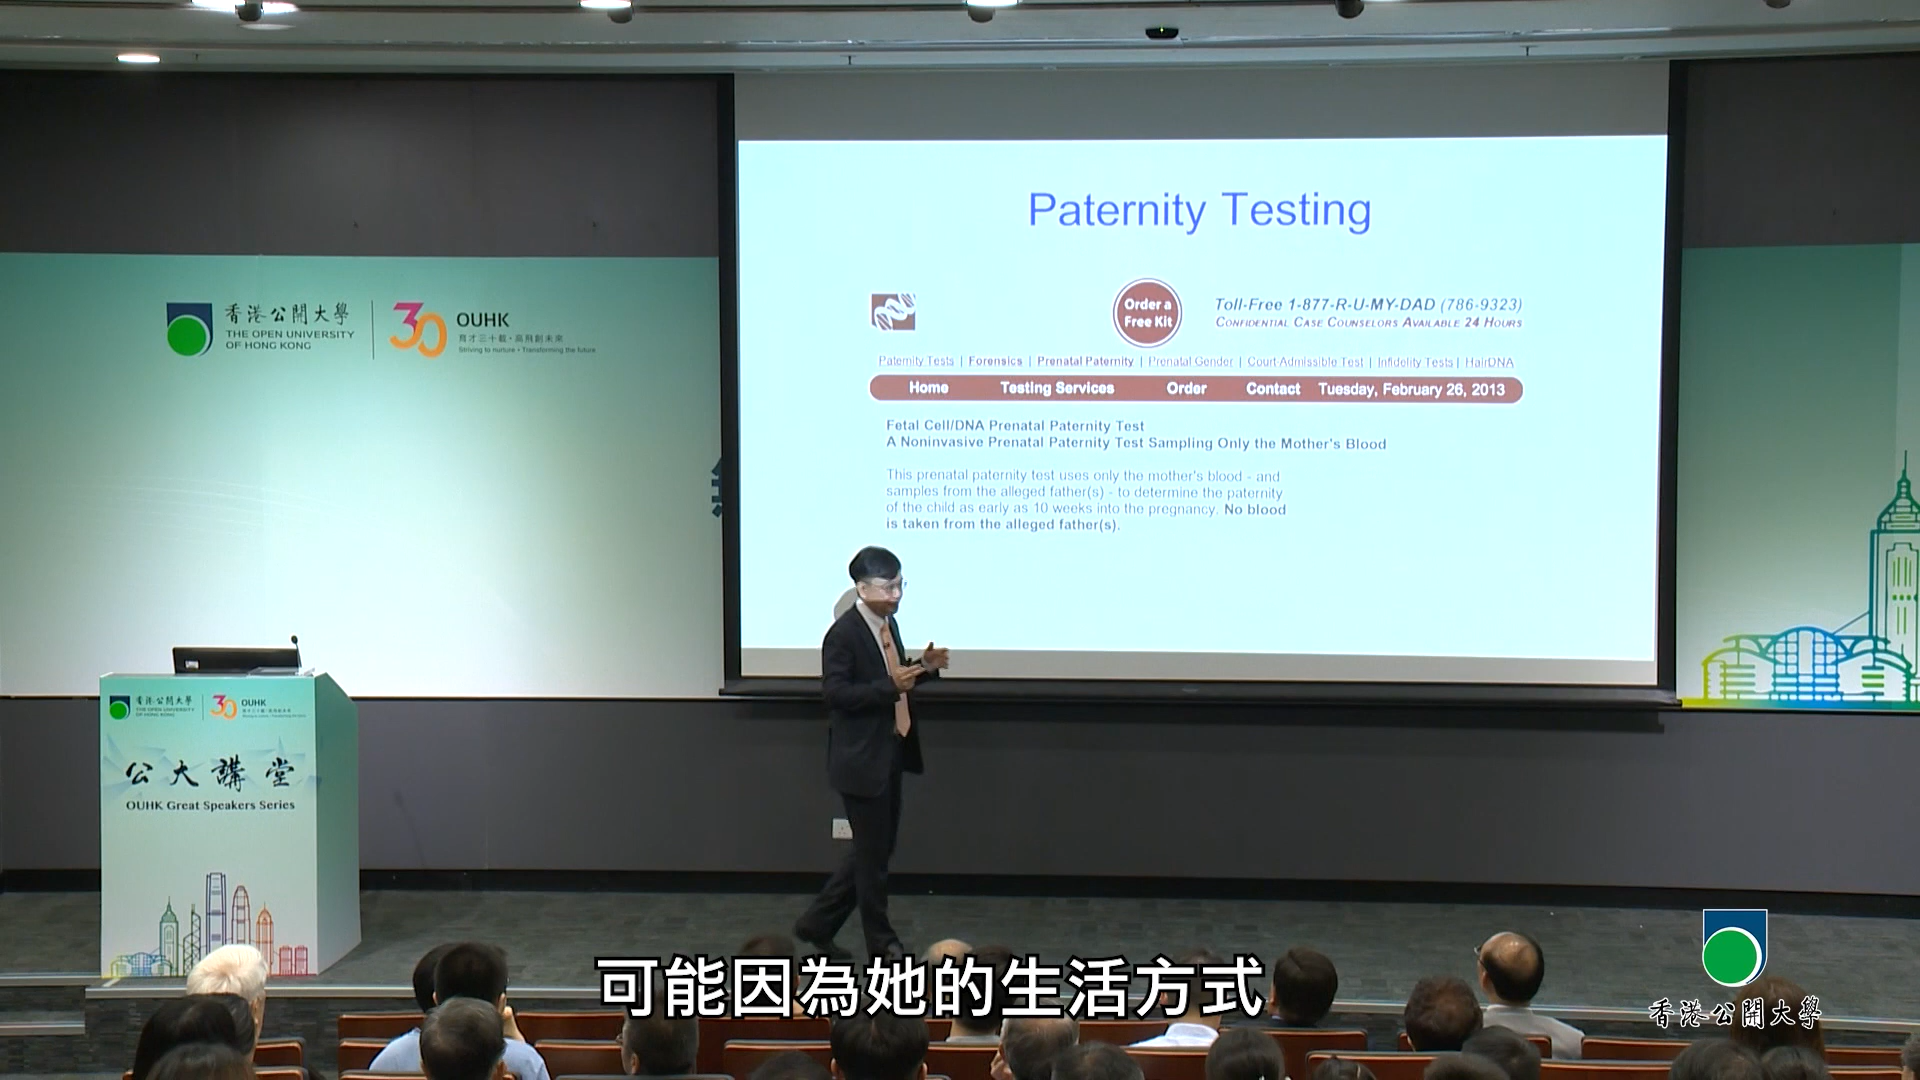 Paternity Testing
Order a
Free Kit
Toll-Free 1-877-R-U-MY-DAD (786-9323)
CONFIDENTIAL CASE COUNSELORS AVAILABLE 24 HOURS
Paternity Tests | Forensics | Prenatal Paternity | Prenatal Gender | Court-Admissible Test | Infidelity Tests | HairDNA
Home Testing Services Order Contact Tuesday, February 26, 2013
Fetal Cell/DNA Prenatal Paternity Test
A Noninvasive Prenatal Paternity Test Sampling Only the Mother's Blood
This prenatal paternity test uses only the mother's blood - and
samples from the alleged father(s) - to determine the paternity
of the child as early as 10 weeks into the pregnancy. No blood
is taken from the alleged father(s).
香港公開大學
THE OPEN UNIVERSITY
OF HONG KONG
30
OUHK
育才三十載·高飛創未來
Striving to nurture • Transforming the future
香港公開大學
THE OPEN UNIVERSITY
OF HONG KONG
30
OUHK
公大講堂
OUHK Great Speakers Series
可能因為她的生活方式
香港公開大學